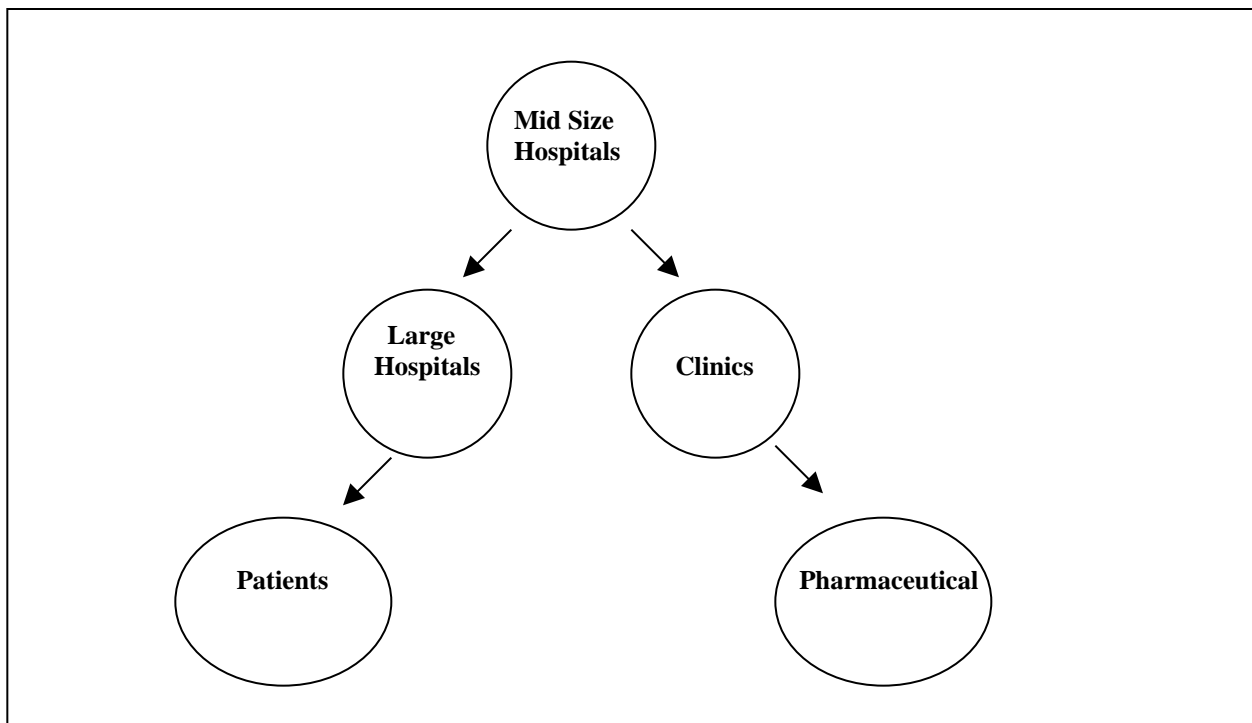 Mid Size
Hospitals
Large
Hospitals
Clinics
Patients
Pharmaceutical